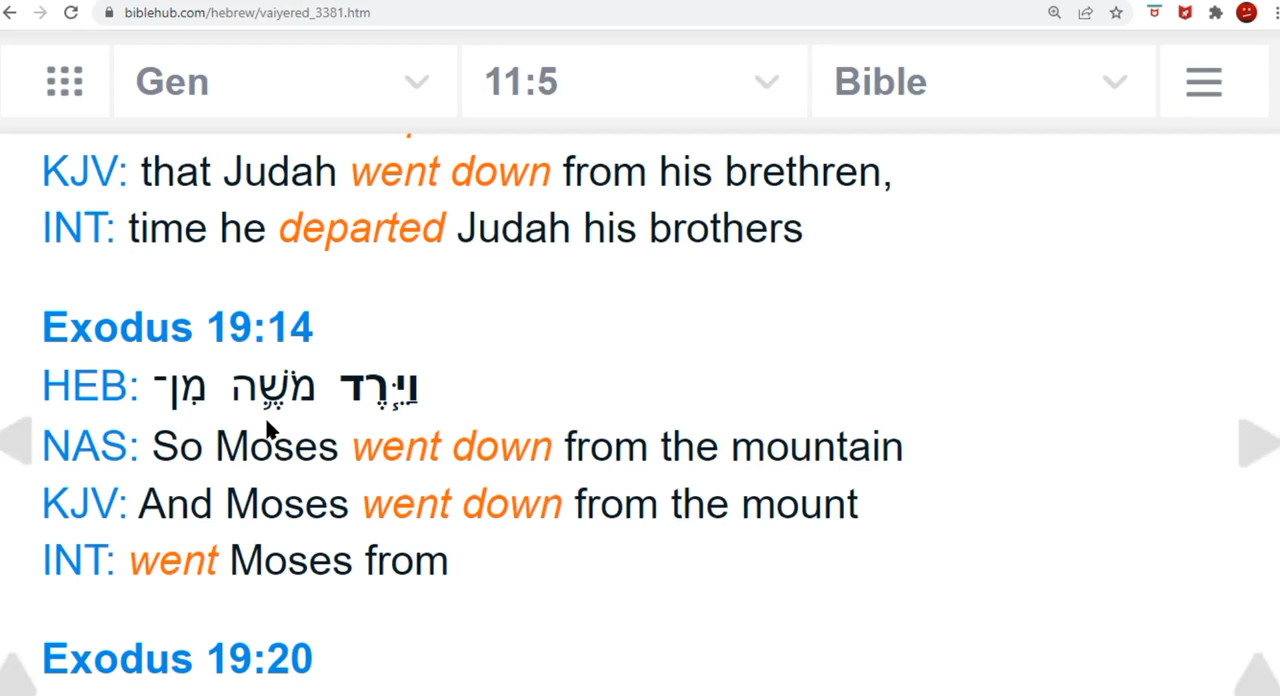 biblehub.com/hebrew/vaiyered_3381.htm
Gen 11:5 Bible
KJV: that Judah went down from his brethren,
INT: time he departed Judah his brothers
Exodus 19:14
HEB: וַיֵּ֧רֶד מֹשֶׁ֛ה מִן־
NAS: So Moses went down from the mountain
KJV: And Moses went down from the mount
INT: went Moses from
Exodus 19:20